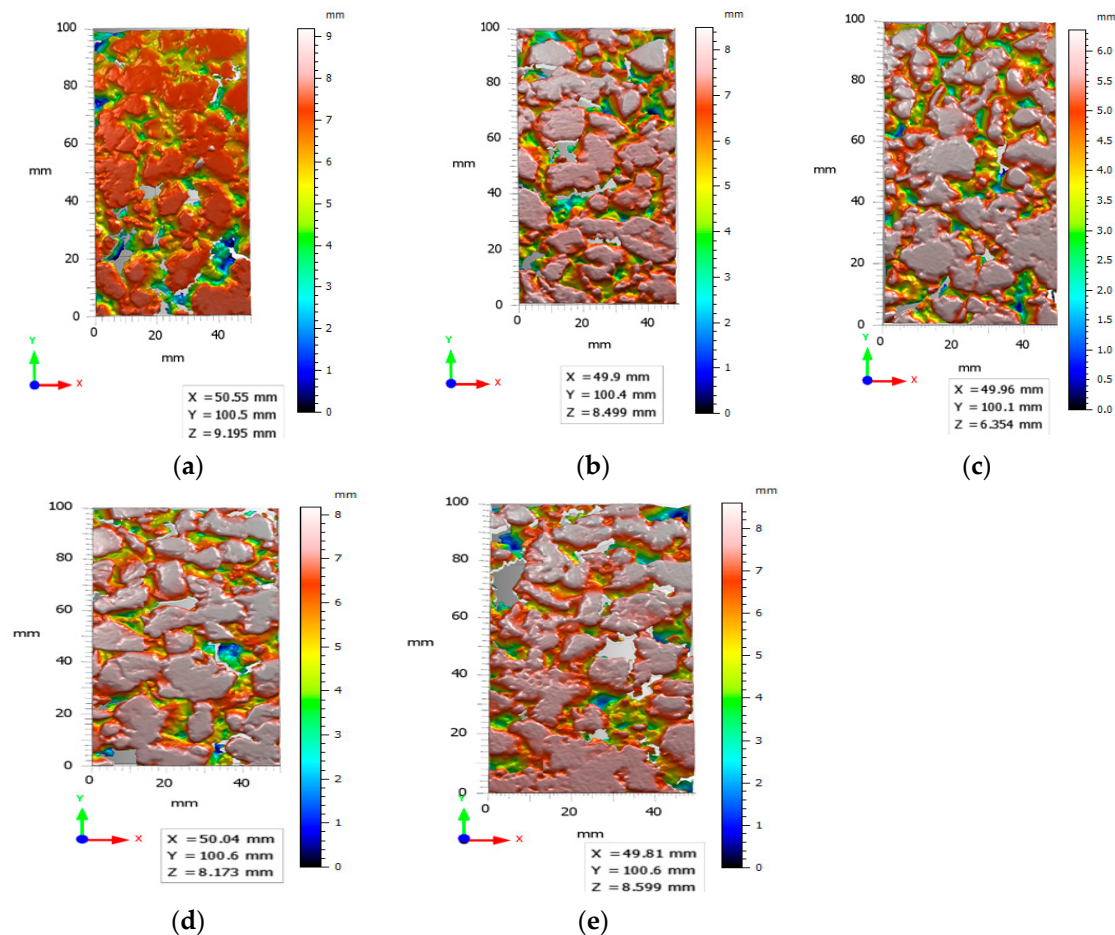 mm
100
80
60
mm
40
20
0
0 20 40
mm
9
8
7
6
5
4
3
2
1
0
Y
X
X = 50.55 mm
Y = 100.5 mm
Z = 9.195 mm
(a)
mm
100
80
60
mm
40
20
0
0 20 40
mm
8
7
6
5
4
3
2
1
0
Y
X
X = 49.9 mm
Y = 100.4 mm
Z = 8.499 mm
(b)
mm
100
80
60
mm
40
20
0
0 20 40
mm
6.0
5.5
5.0
4.5
4.0
3.5
3.0
2.5
2.0
1.5
1.0
0.5
0.0
Y
X
X = 49.96 mm
Y = 100.1 mm
Z = 6.354 mm
(c)
mm
100
80
60
mm
40
20
0
0 20 40
mm
8
7
6
5
4
3
2
1
0
Y
X
X = 50.04 mm
Y = 100.6 mm
Z = 8.173 mm
(d)
mm
100
80
60
mm
40
20
0
0 20 40
mm
8
7
6
5
4
3
2
1
0
Y
X
X = 49.81 mm
Y = 100.6 mm
Z = 8.599 mm
(e)